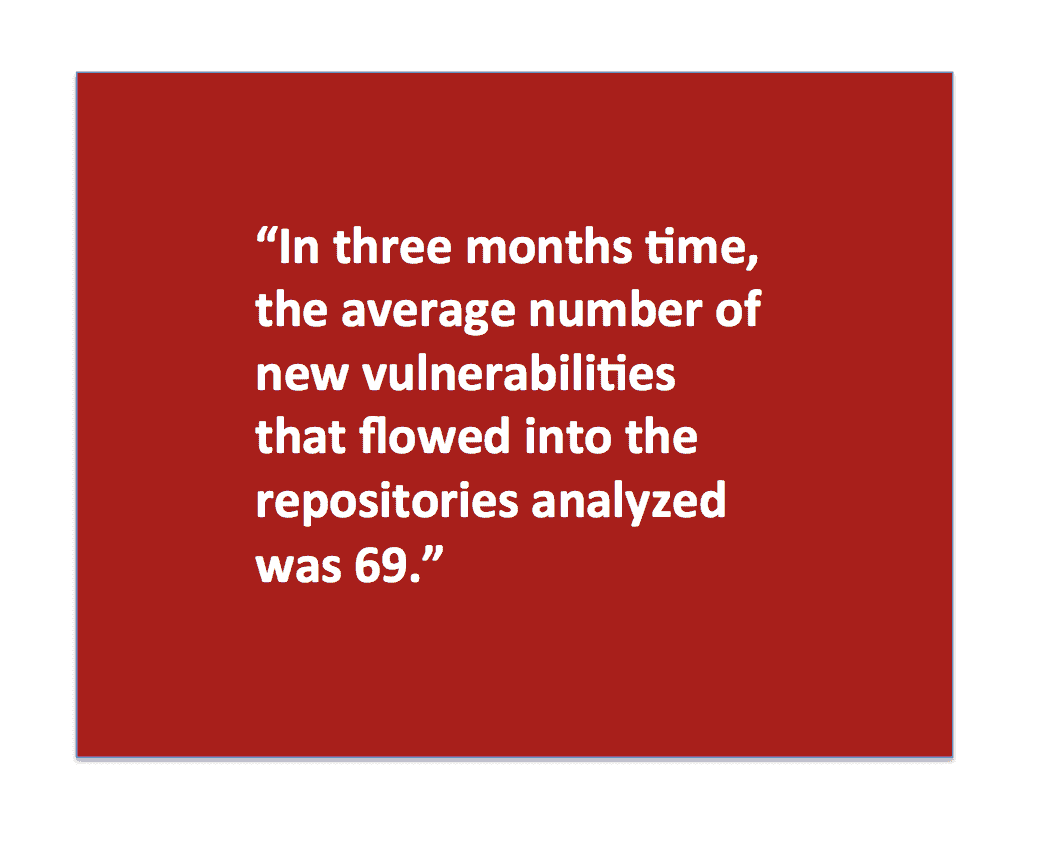 “In three months time,
the average number of
new vulnerabilities
that flowed into the
repositories analyzed
was 69.”